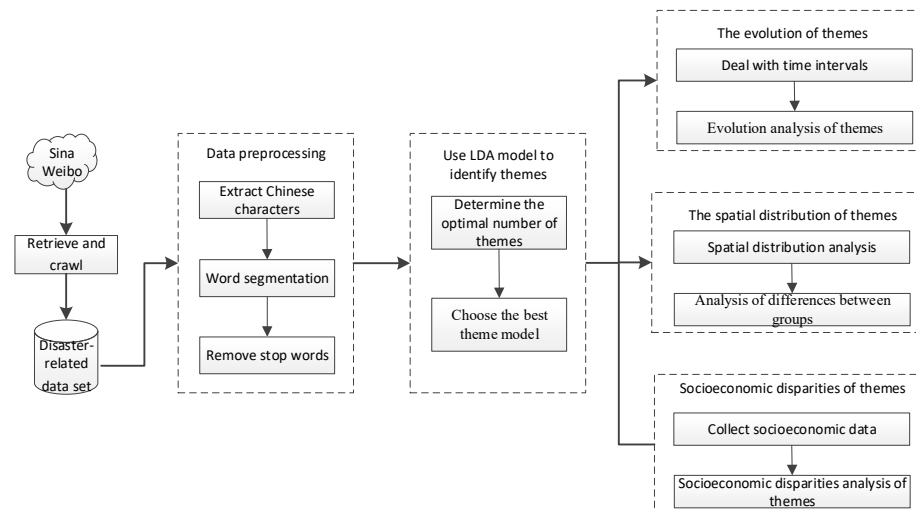 Sina
Weibo
Retrieve and
crawl
Disaster-
related
data set
Data preprocessing
Extract Chinese
characters
Word segmentation
Remove stop words
Use LDA model to
identify themes
Determine the
optimal number of
themes
Choose the best
theme model
The evolution of themes
Deal with time intervals
Evolution analysis of themes
The spatial distribution of themes
Spatial distribution analysis
Analysis of differences between
groups
Socioeconomic disparities of themes
Collect socioeconomic data
Socioeconomic disparities analysis of
themes